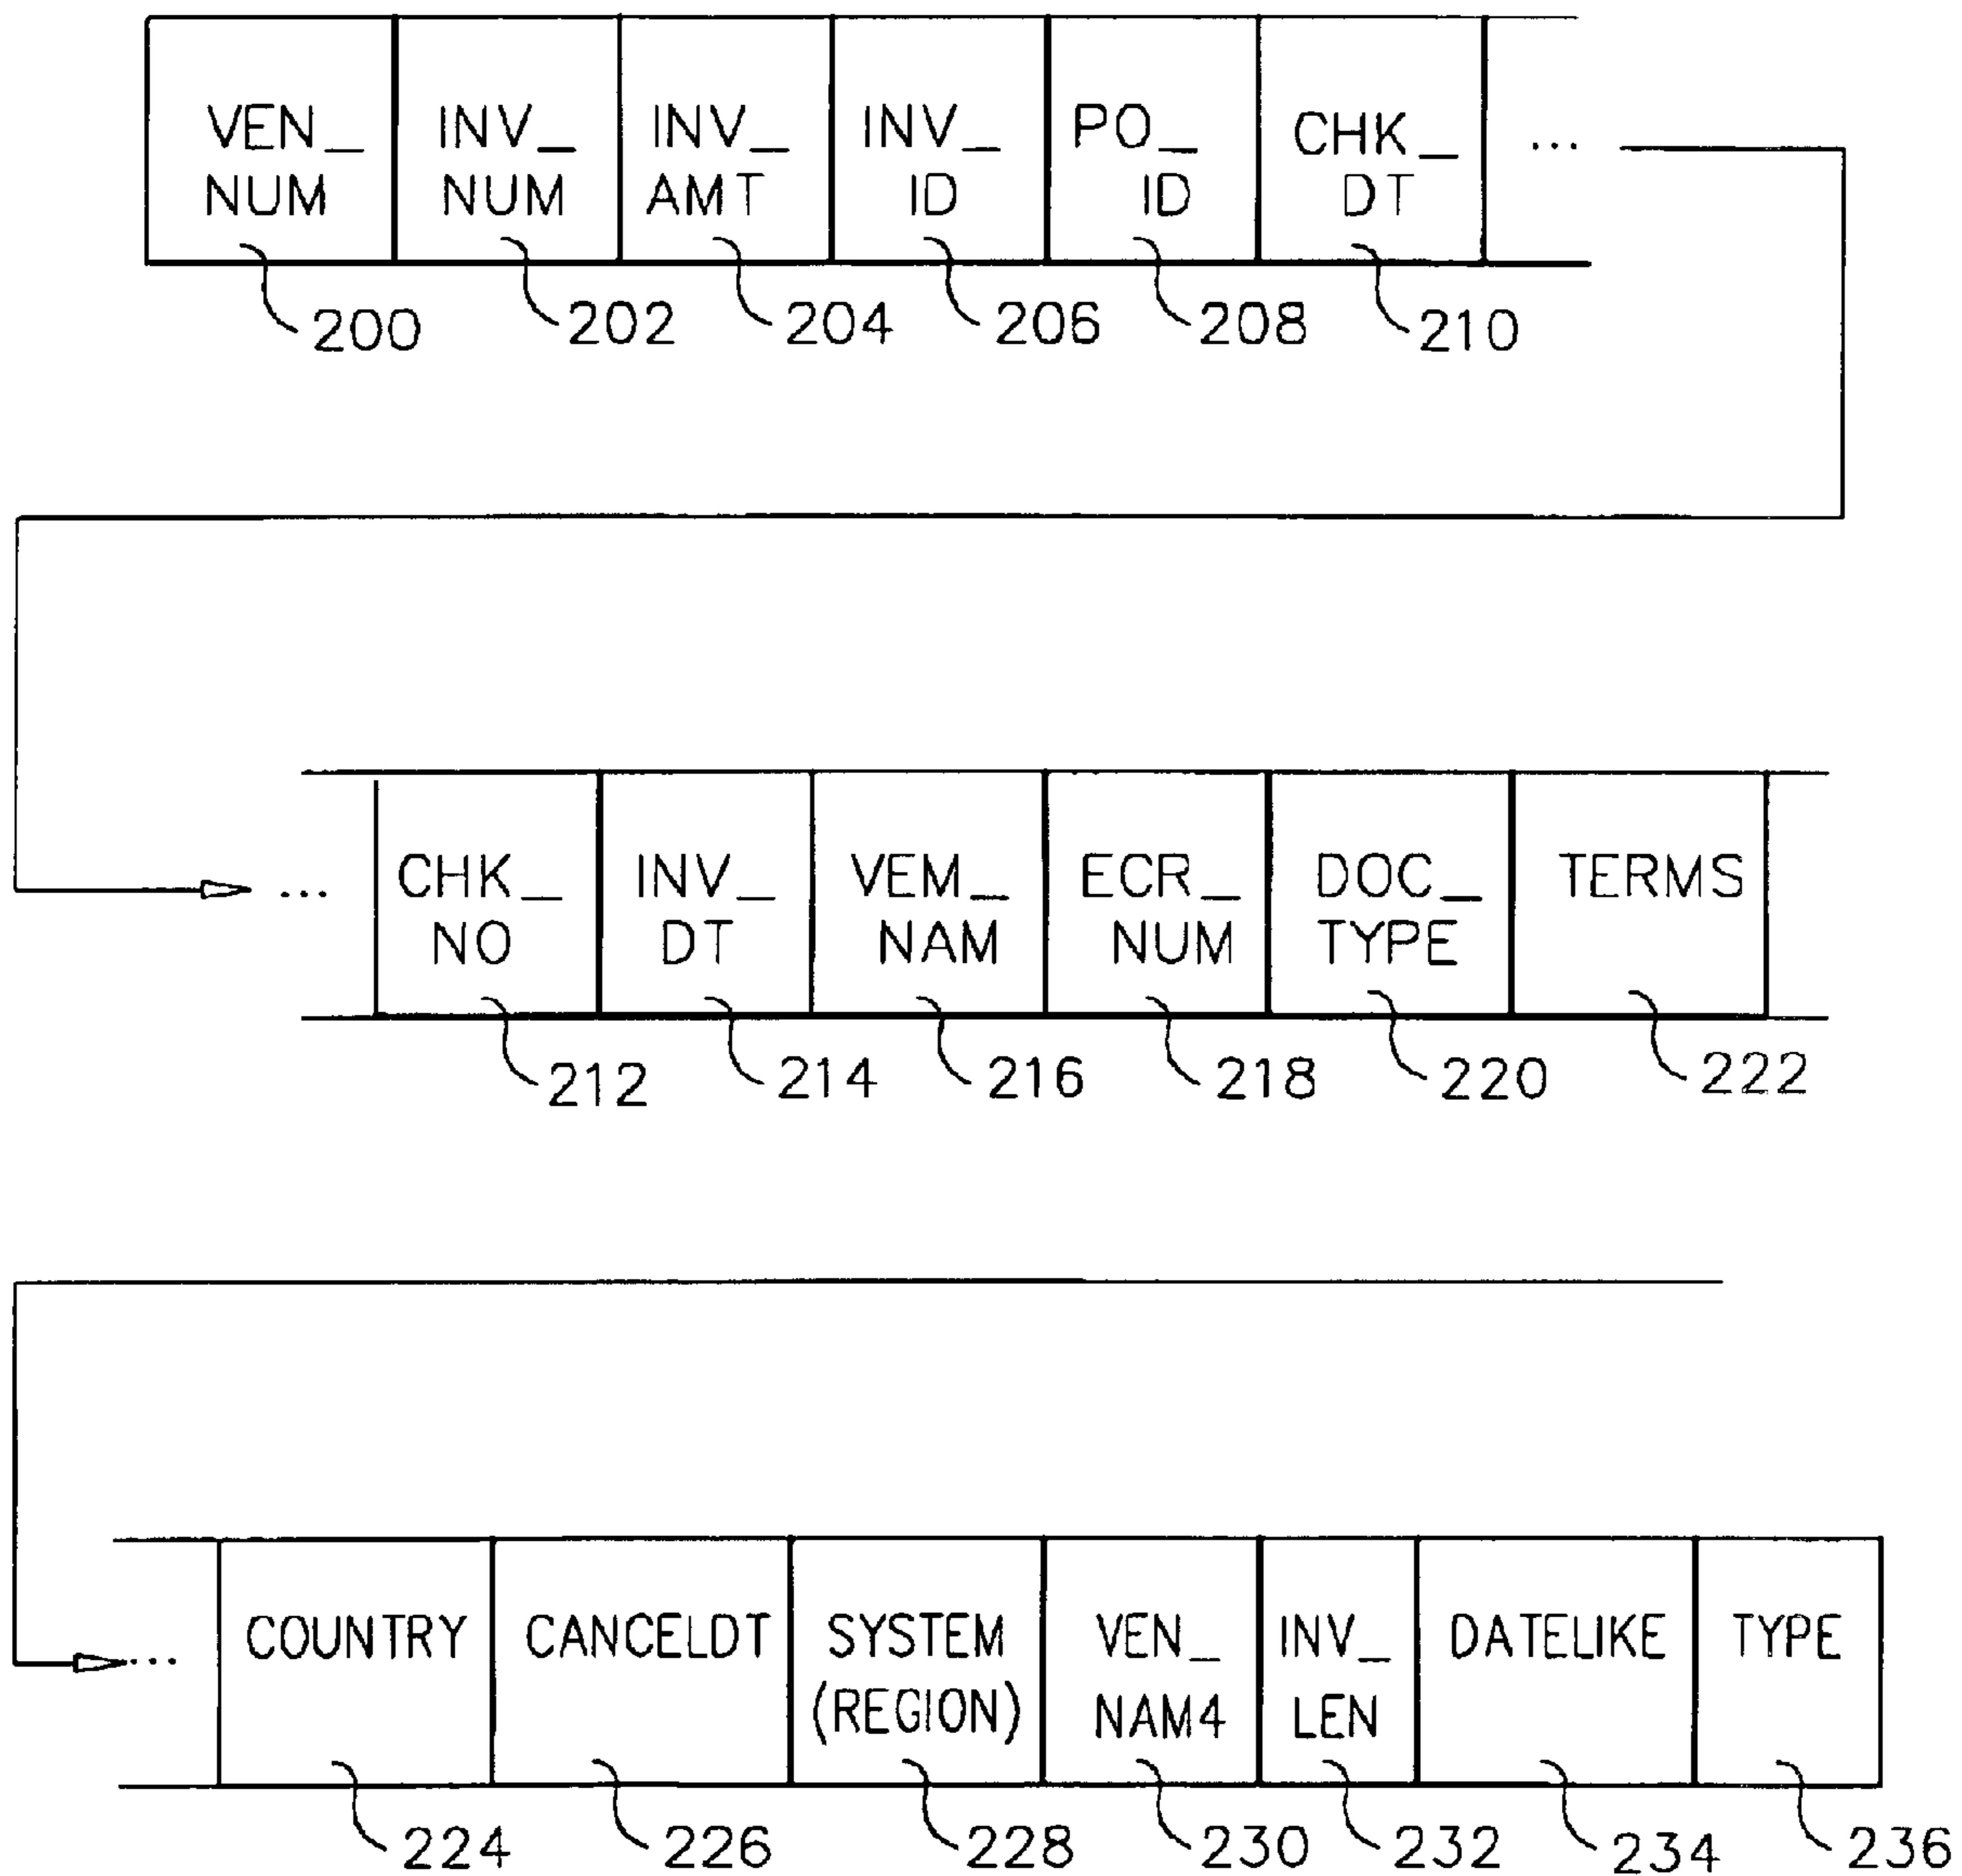 VEN_ INV_ INV_ INV_ PO_ CHK_ ...
NUM NUM AMT ID ID DT
200 202 204 206 208 210
... CHK_ INV_ VEM_ ECR_ DOC_ TERMS
NO DT NAM NUM TYPE
212 214 216 218 220 222
... COUNTRY CANCELDT SYSTEM VEN_ INV_ DATELIKE TYPE
(REGION) NAM4 LEN
224 226 228 230 232 234 236